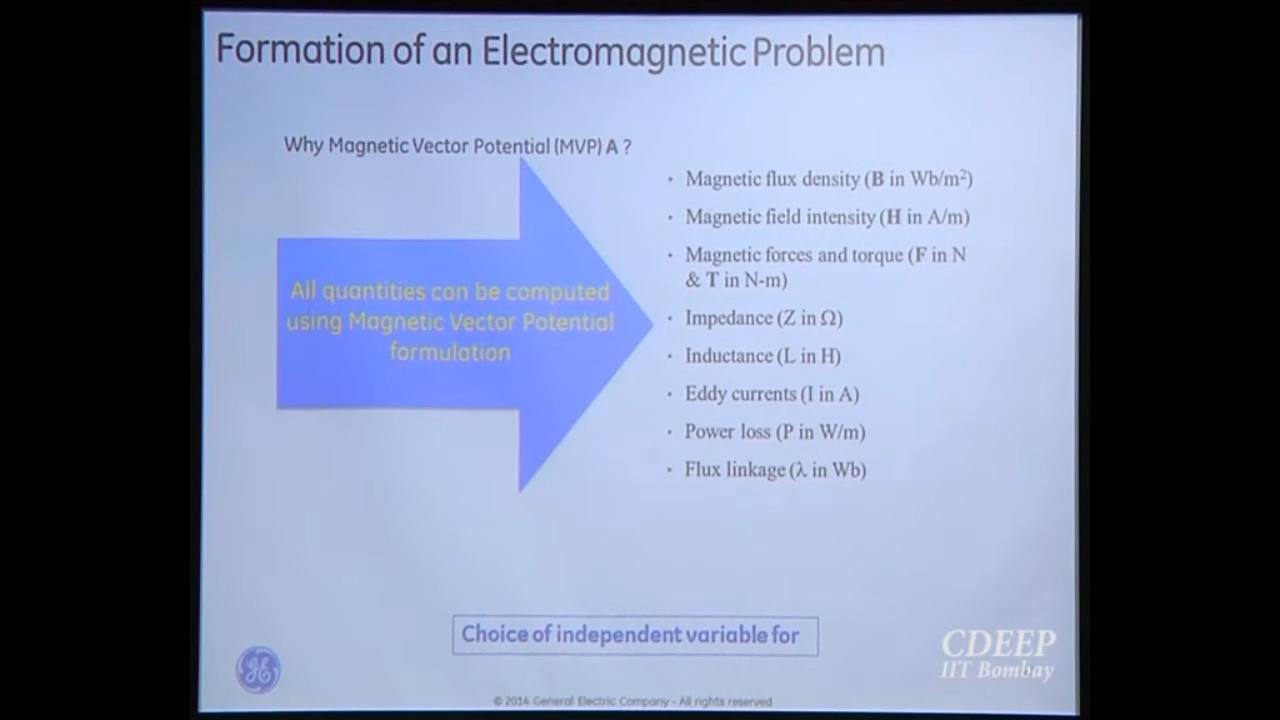 Formation of an Electromagnetic Problem
Why Magnetic Vector Potential (MVP) A ?
All quantities can be computed
using Magnetic Vector Potential
formulation
· Magnetic flux density (B in Wb/m²)
· Magnetic field intensity (H in A/m)
· Magnetic forces and torque (F in N
& T in N-m)
· Impedance (Z in Ω)
· Inductance (L in H)
· Eddy currents (I in A)
· Power loss (P in W/m)
· Flux linkage (λ in Wb)
Choice of independent variable for
GE
CDEEP
IIT Bombay
© 2014 General Electric Company - All rights reserved